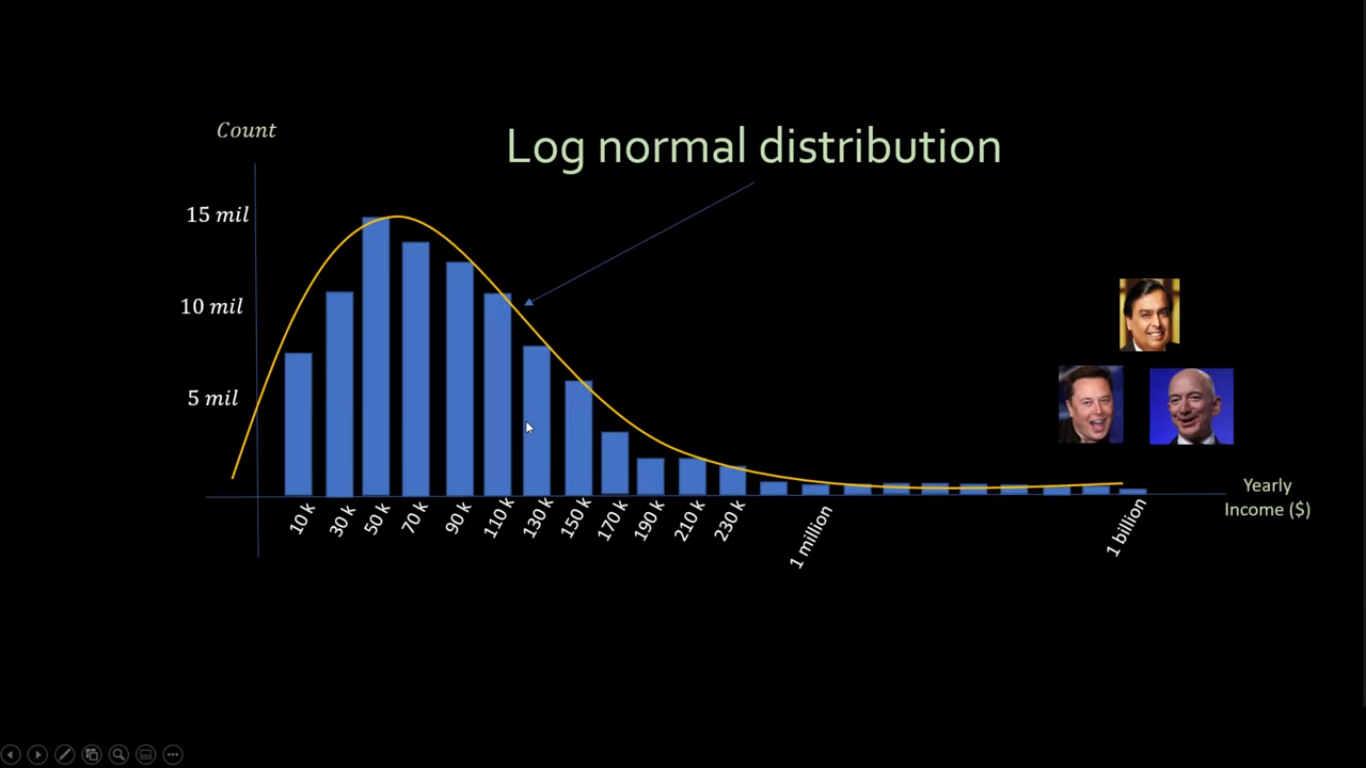 Log normal distribution
Count
15 mil
10 mil
5 mil
10 k
30 k
50 k
70 k
90 k
110 k
130 k
150 k
170 k
190 k
210 k
230 k
1 million
1 billion
Yearly
Income ($)